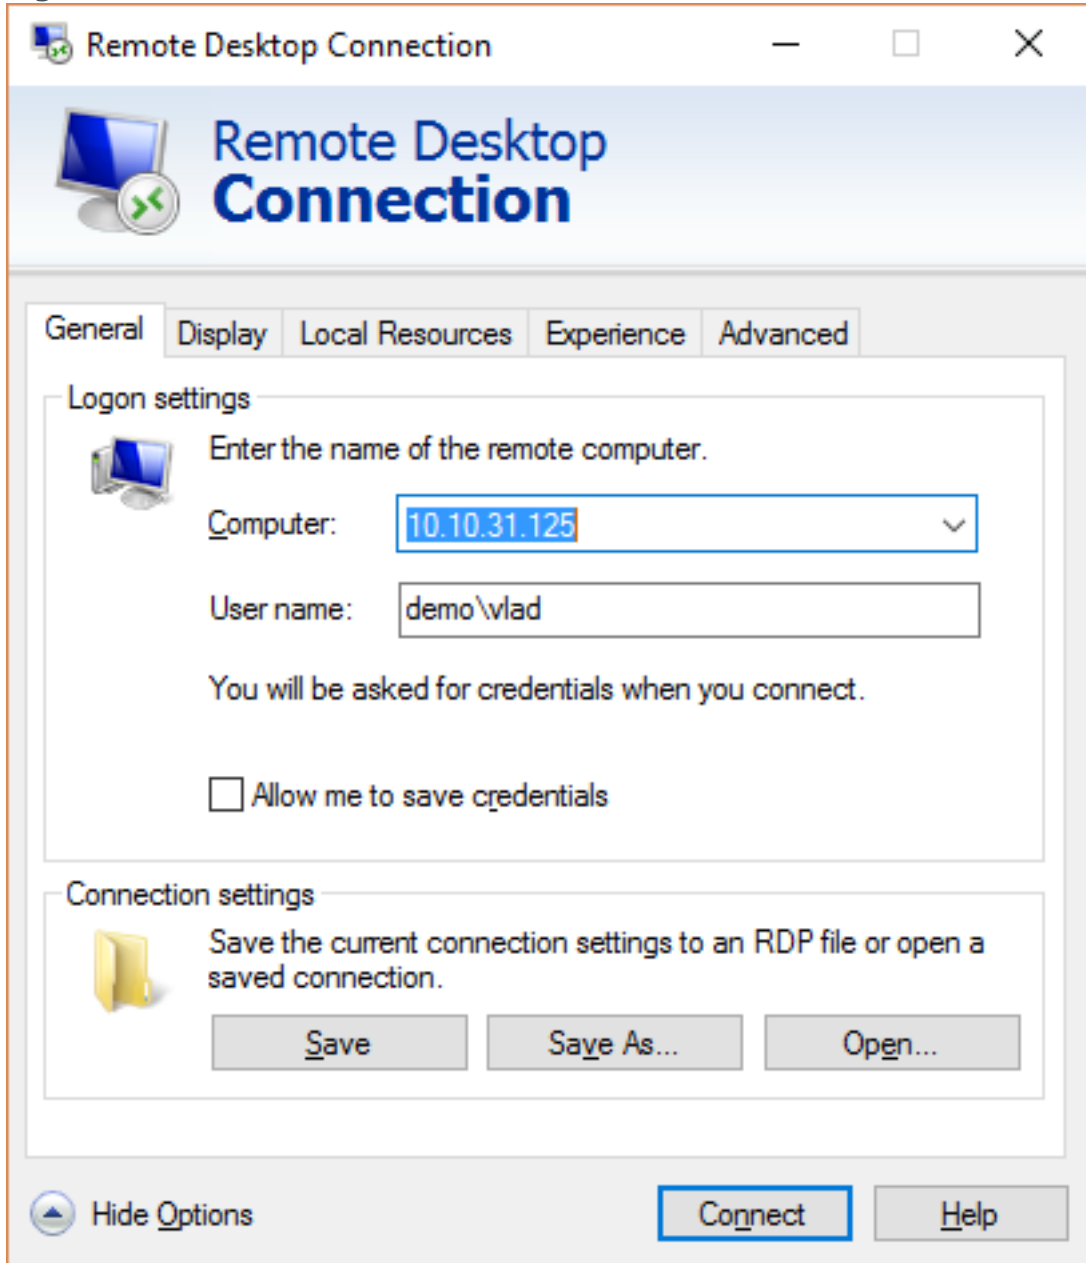 Remote Desktop Connection
Remote Desktop
Connection
General Display Local Resources Experience Advanced
Logon settings
Enter the name of the remote computer.
Computer: 10.10.31.125
User name: demo\vlad
You will be asked for credentials when you connect.
Allow me to save credentials
Connection settings
Save the current connection settings to an RDP file or open a
saved connection.
Save Save As... Open...
Hide Options Connect Help